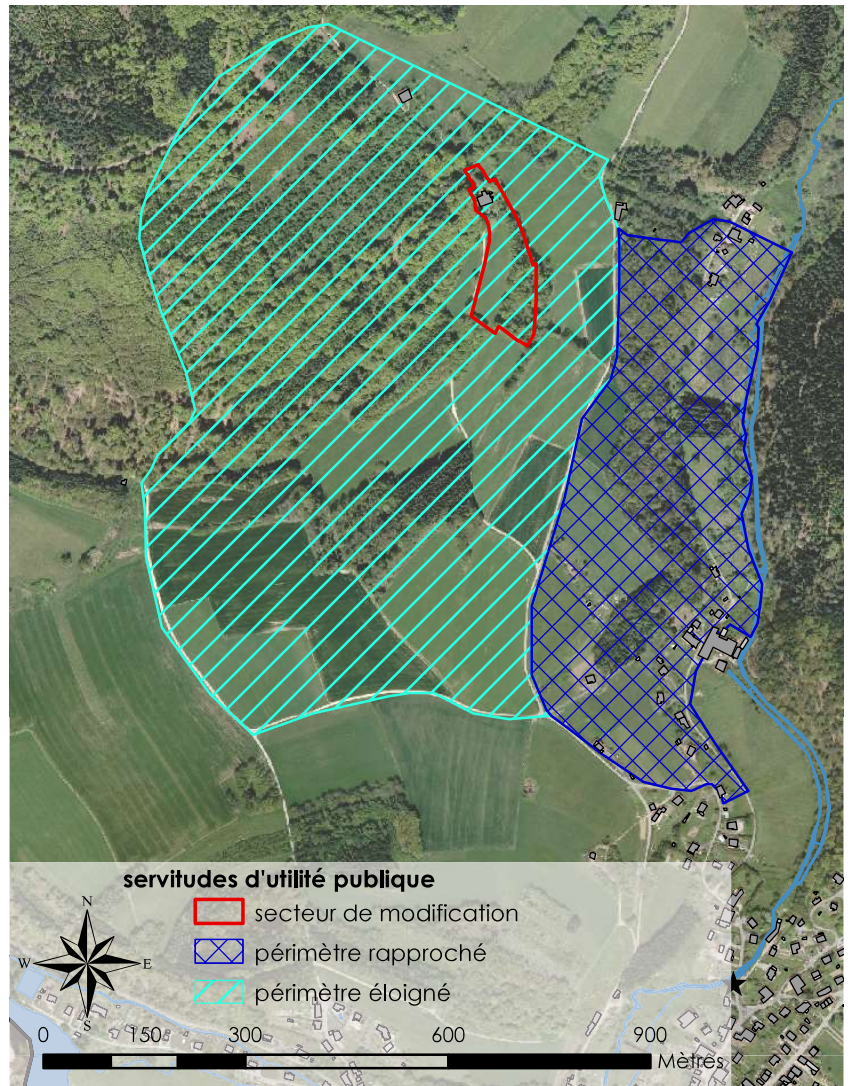 servitudes d'utilité publique
secteur de modification
périmètre rapproché
périmètre éloigné
N
W E
S
0 150 300 600 900
Mètres